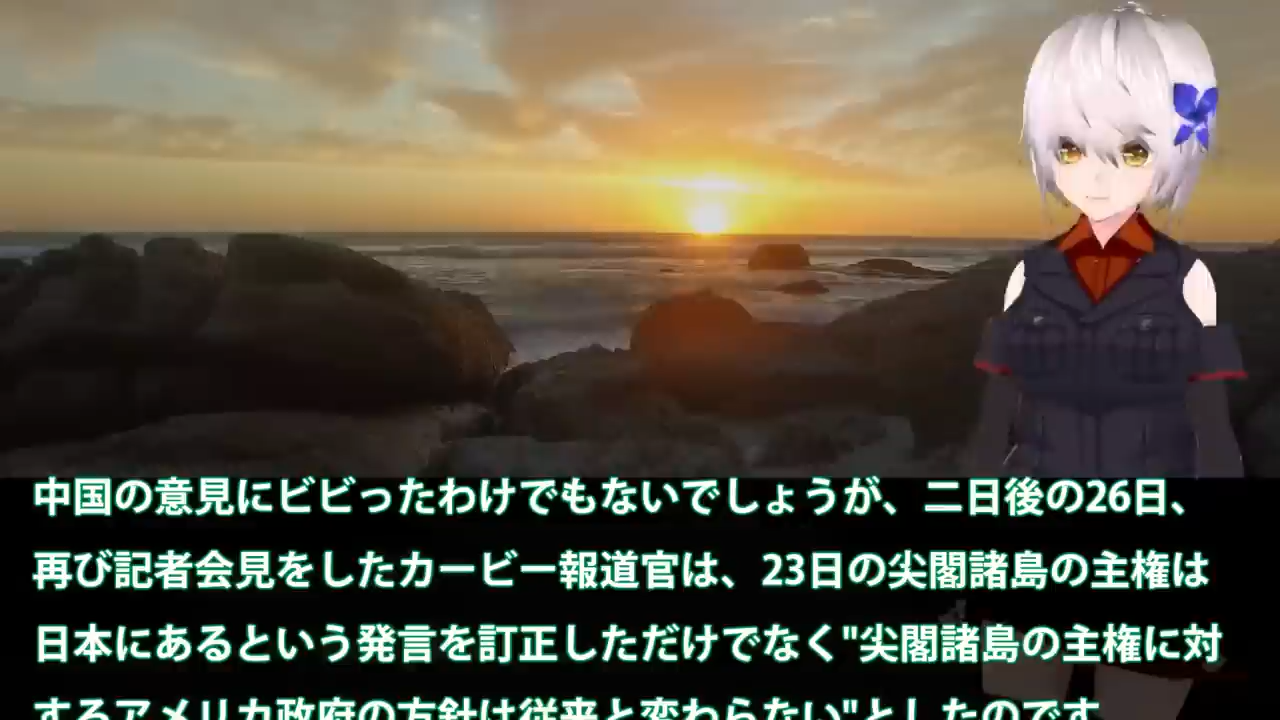 中国の意見にビビったわけでもないでしょうが、二日後の26日、
再び記者会見をしたカービー報道官は、23日の尖閣諸島の主権は
日本にあるという発言を訂正しただけでなく"尖閣諸島の主権に対
するアメリカ政府の方針は従来と変わらない"としたのです